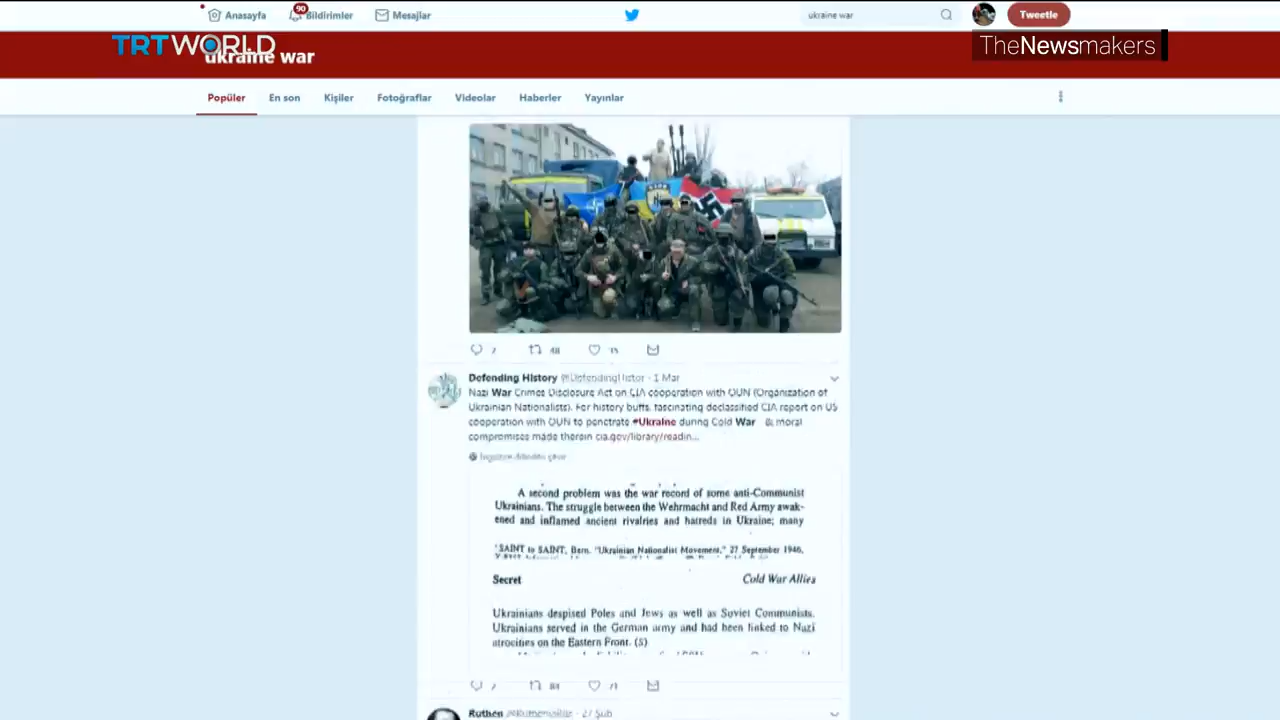 Anasayfa
90
Bildirimler
Mesajlar
ukraine war
Tweetle
TRTWORLD
ukraine war
TheNewsmakers
Popüler
En son
Kişiler
Fotoğraflar
Videolar
Haberler
Yayınlar
48
15
Defending History @DefendingHistor · 1 Mar
Nazi War Crimes Disclosure Act on CIA cooperation with OUN (Organization of
Ukrainian Nationalists). For history buffs, fascinating declassified CIA report on US
cooperation with OUN to penetrate #Ukraine during Cold War & moral
compromises made therein cia.gov/library/readin...
A second problem was the war record of some anti-Communist
Ukrainians. The struggle between the Wehrmacht and Red Army awak-
ened and inflamed ancient rivalries and hatreds in Ukraine; many
"SAINT to SAINT, Bern. "Ukrainian Nationalist Movement," 27 September 1946,
Secret
Cold War Allies
Ukrainians despised Poles and Jews as well as Soviet Communists.
Ukrainians served in the German army and had been linked to Nazi
atrocities on the Eastern Front. (S)
71
Ruthen
27 Şub